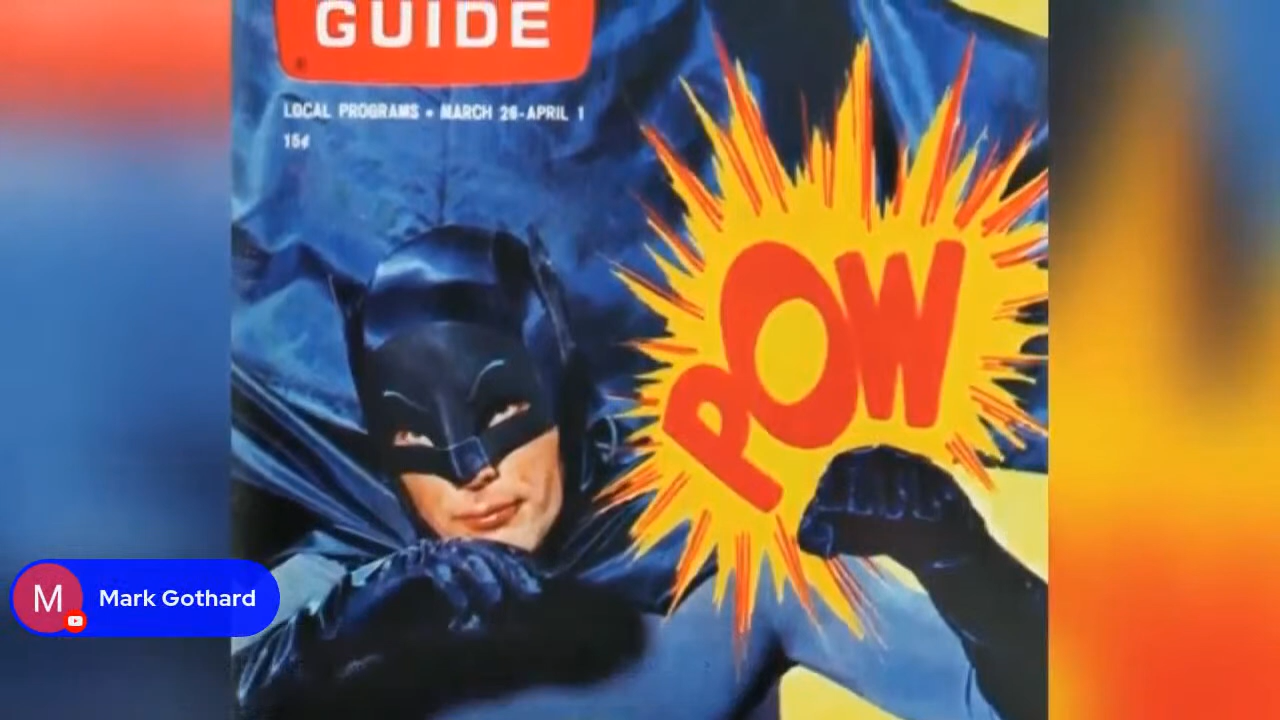 GUIDE
LOCAL PROGRAMS • MARCH 26-APRIL 1
15¢
POW
M
Mark Gothard